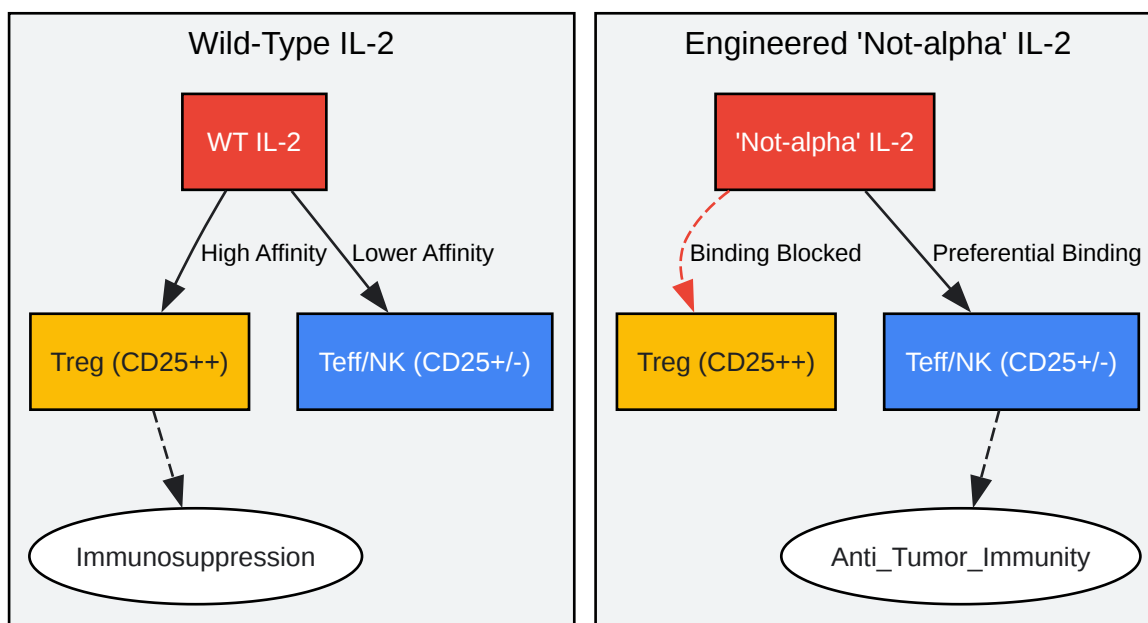 Wild-Type IL-2
WT IL-2
High Affinity
Lower Affinity
Treg (CD25++)
Teff/NK (CD25+/-)
Immunosuppression
Engineered 'Not-alpha' IL-2
'Not-alpha' IL-2
Binding Blocked
Preferential Binding
Treg (CD25++)
Teff/NK (CD25+/-)
Anti_Tumor_Immunity